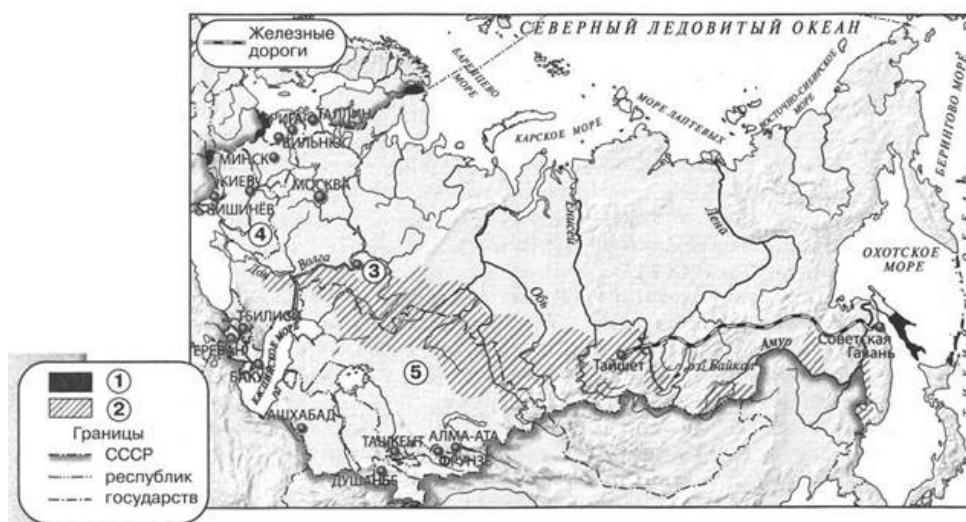 Железные
дороги
СЕВЕРНЫЙ ЛЕДОВИТЫЙ ОКЕАН
БАРЕНЦЕВО
МОРЕ
КАРСКОЕ МОРЕ
МОРЕ ЛАПТЕВЫХ
ВОСТОЧНО-СИБИРСКОЕ
МОРЕ
БЕРИНГОВО МОРЕ
РИГА
ТАЛЛИН
ВИЛЬНЮС
МИНСК
КИЕВ
МОСКВА
КИШИНЁВ
4
Дон
Волга
3
Обь
Енисей
Лена
ОХОТСКОЕ
МОРЕ
ТБИЛИСИ
ЕРЕВАН
БАКУ
КАСПИЙСКОЕ МОРЕ
5
Тайшет
оз. Байкал
Амур
Советская
Гавань
АШХАБАД
ТАШКЕНТ
АЛМА-АТА
ФРУНЗЕ
ДУШАНБЕ
1
2
Границы
СССР
республик
государств